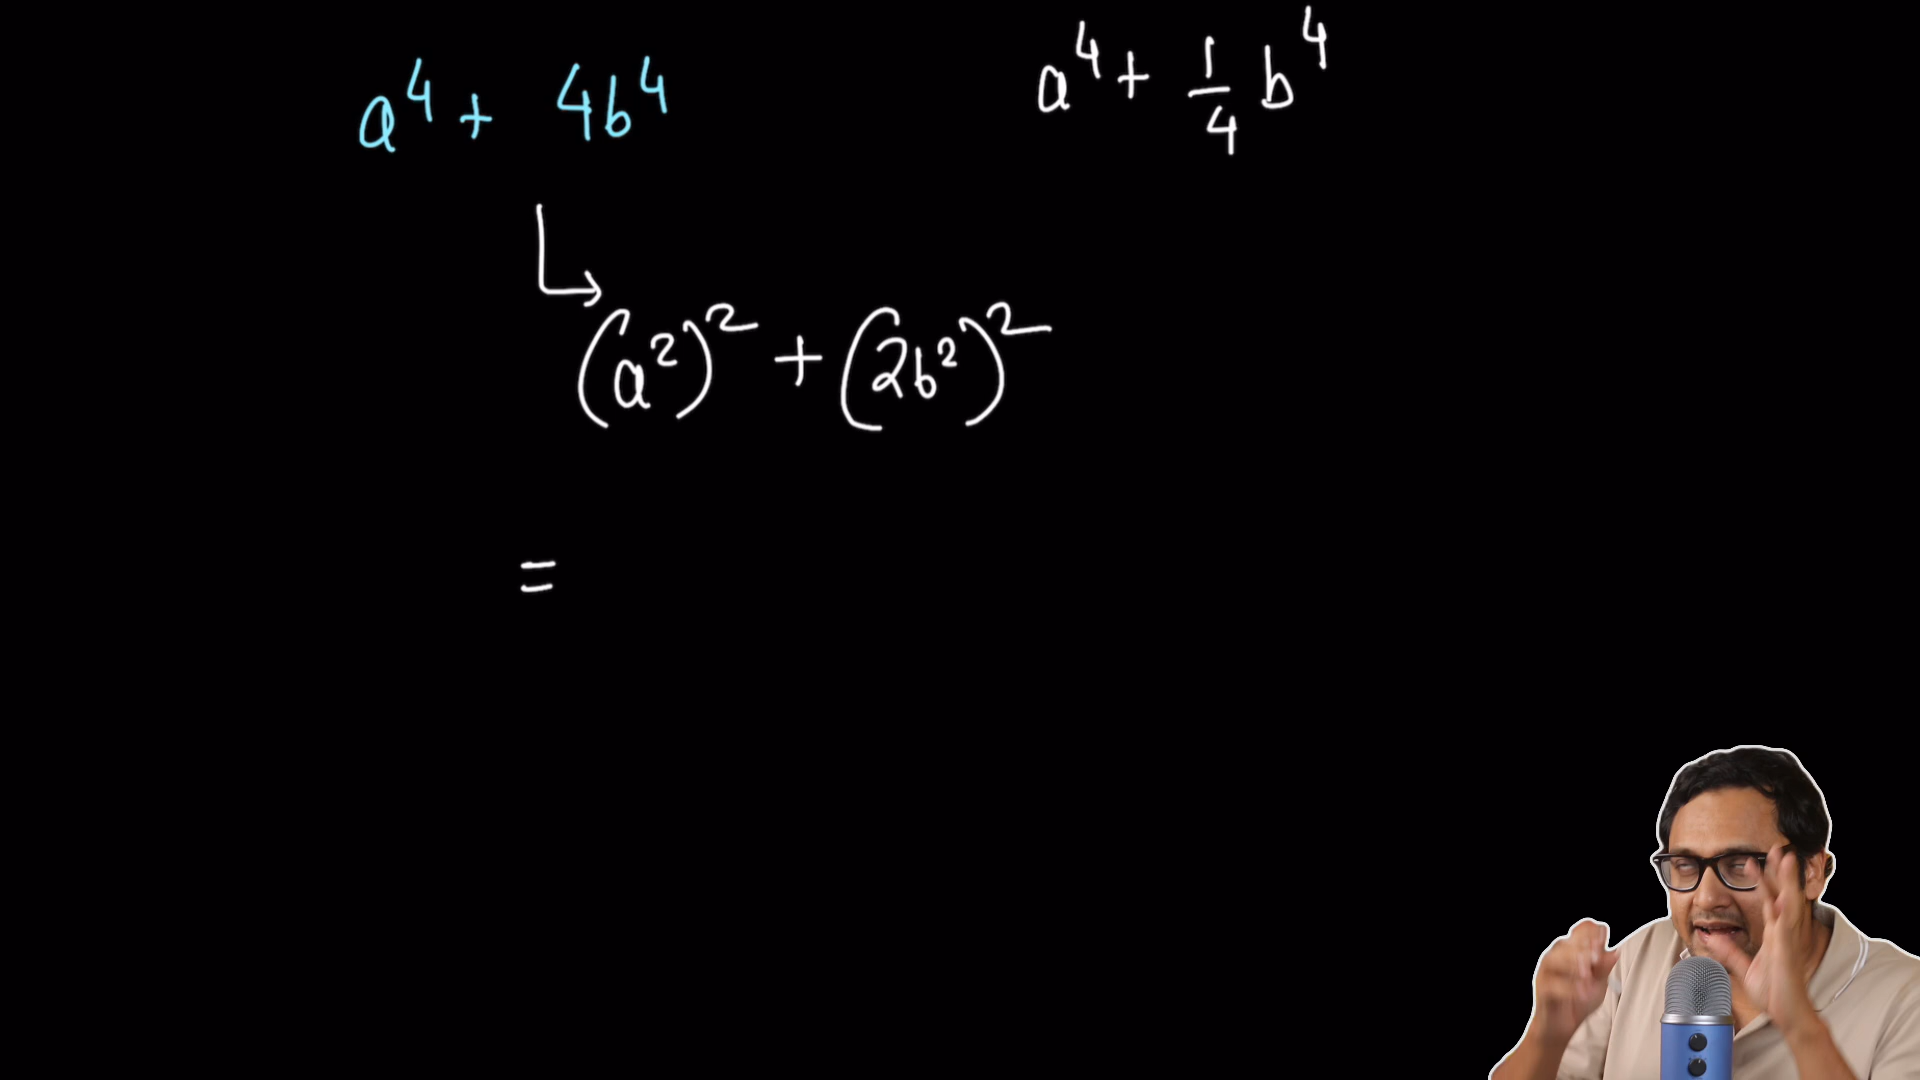 a⁴ + 4b⁴
a⁴ + 1/4 b⁴
(a²)² + (2b²)²
=